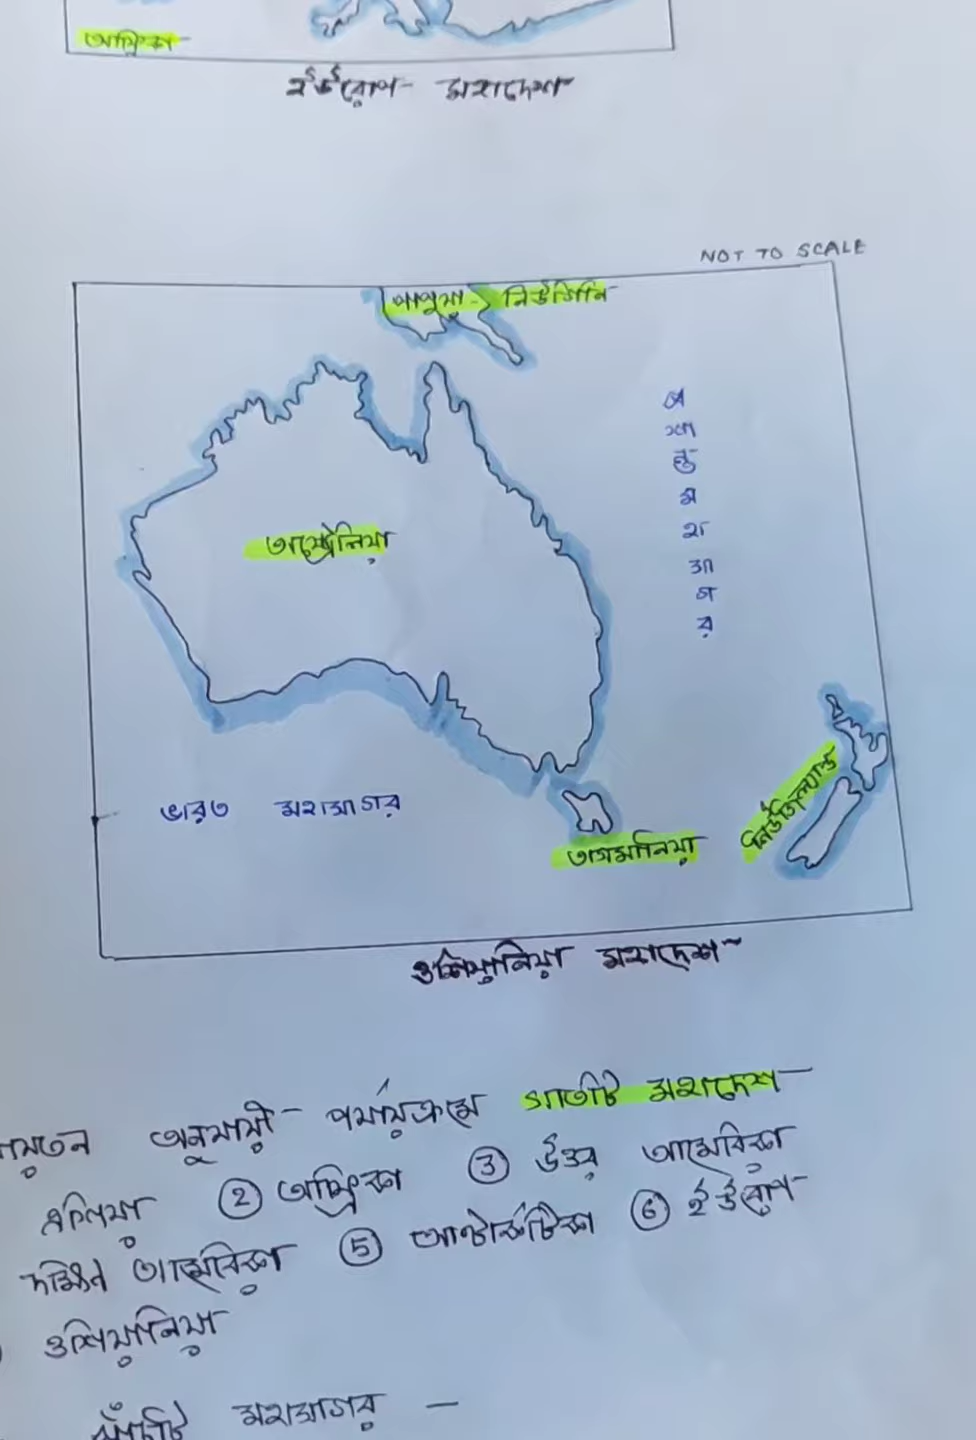 আফ্রিকা
ইউরোপ মহাদেশ
NOT TO SCALE
পাপুয়া নিউগিনি
প্রশান্ত মহাসাগর
অস্ট্রেলিয়া
ভারত মহাসাগর
তাসমানিয়া
নিউজিল্যান্ড
ওশিয়ানিয়া মহাদেশ
অনুযায়ী পর্যায়ক্রমে সাতটি মহাদেশ
এশিয়া ② আফ্রিকা ③ উত্তর আমেরিকা
দক্ষিণ আমেরিকা ⑤ আন্টার্কটিকা ⑥ ইউরোপ
ওশিয়ানিয়া
পাঁচটি মহাসাগর —